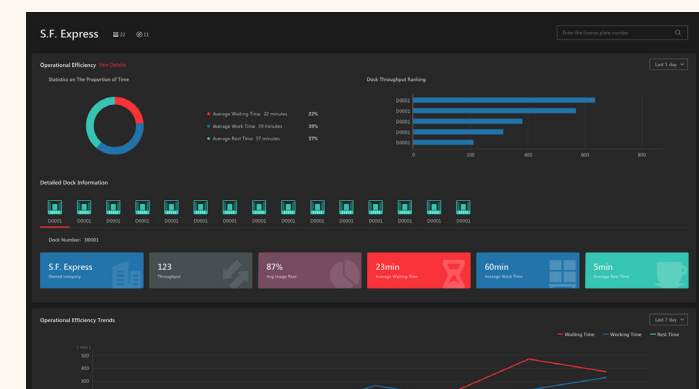 S.F. Express 22 11
Enter the license plate number
Operational Efficiency View Details
Last 1 day
Statistics on The Proportion of Time
Dock Throughput Ranking
Average Waiting Time 22 minutes 22%
Average Work Time 39 minutes 39%
Average Rest Time 37 minutes 37%
D0001
D0001
D0001
D0001
D0001
0 200 400 600 800
Detailed Dock Information
D0001 D0001 D0001 D0001 D0001 D0001 D0001 D0001 D0001 D0001 D0001 D0001 D0001 D0001 D0001
Dock Number: D0001
S.F. Express
Owned company
123
Throughput
87%
Avg Usage Rate
23min
Average Waiting Time
60min
Average Work Time
5min
Average Rest Time
Operational Efficiency Trends
Last 7 day
Waiting Time Working Time Rest Time
500
400
300